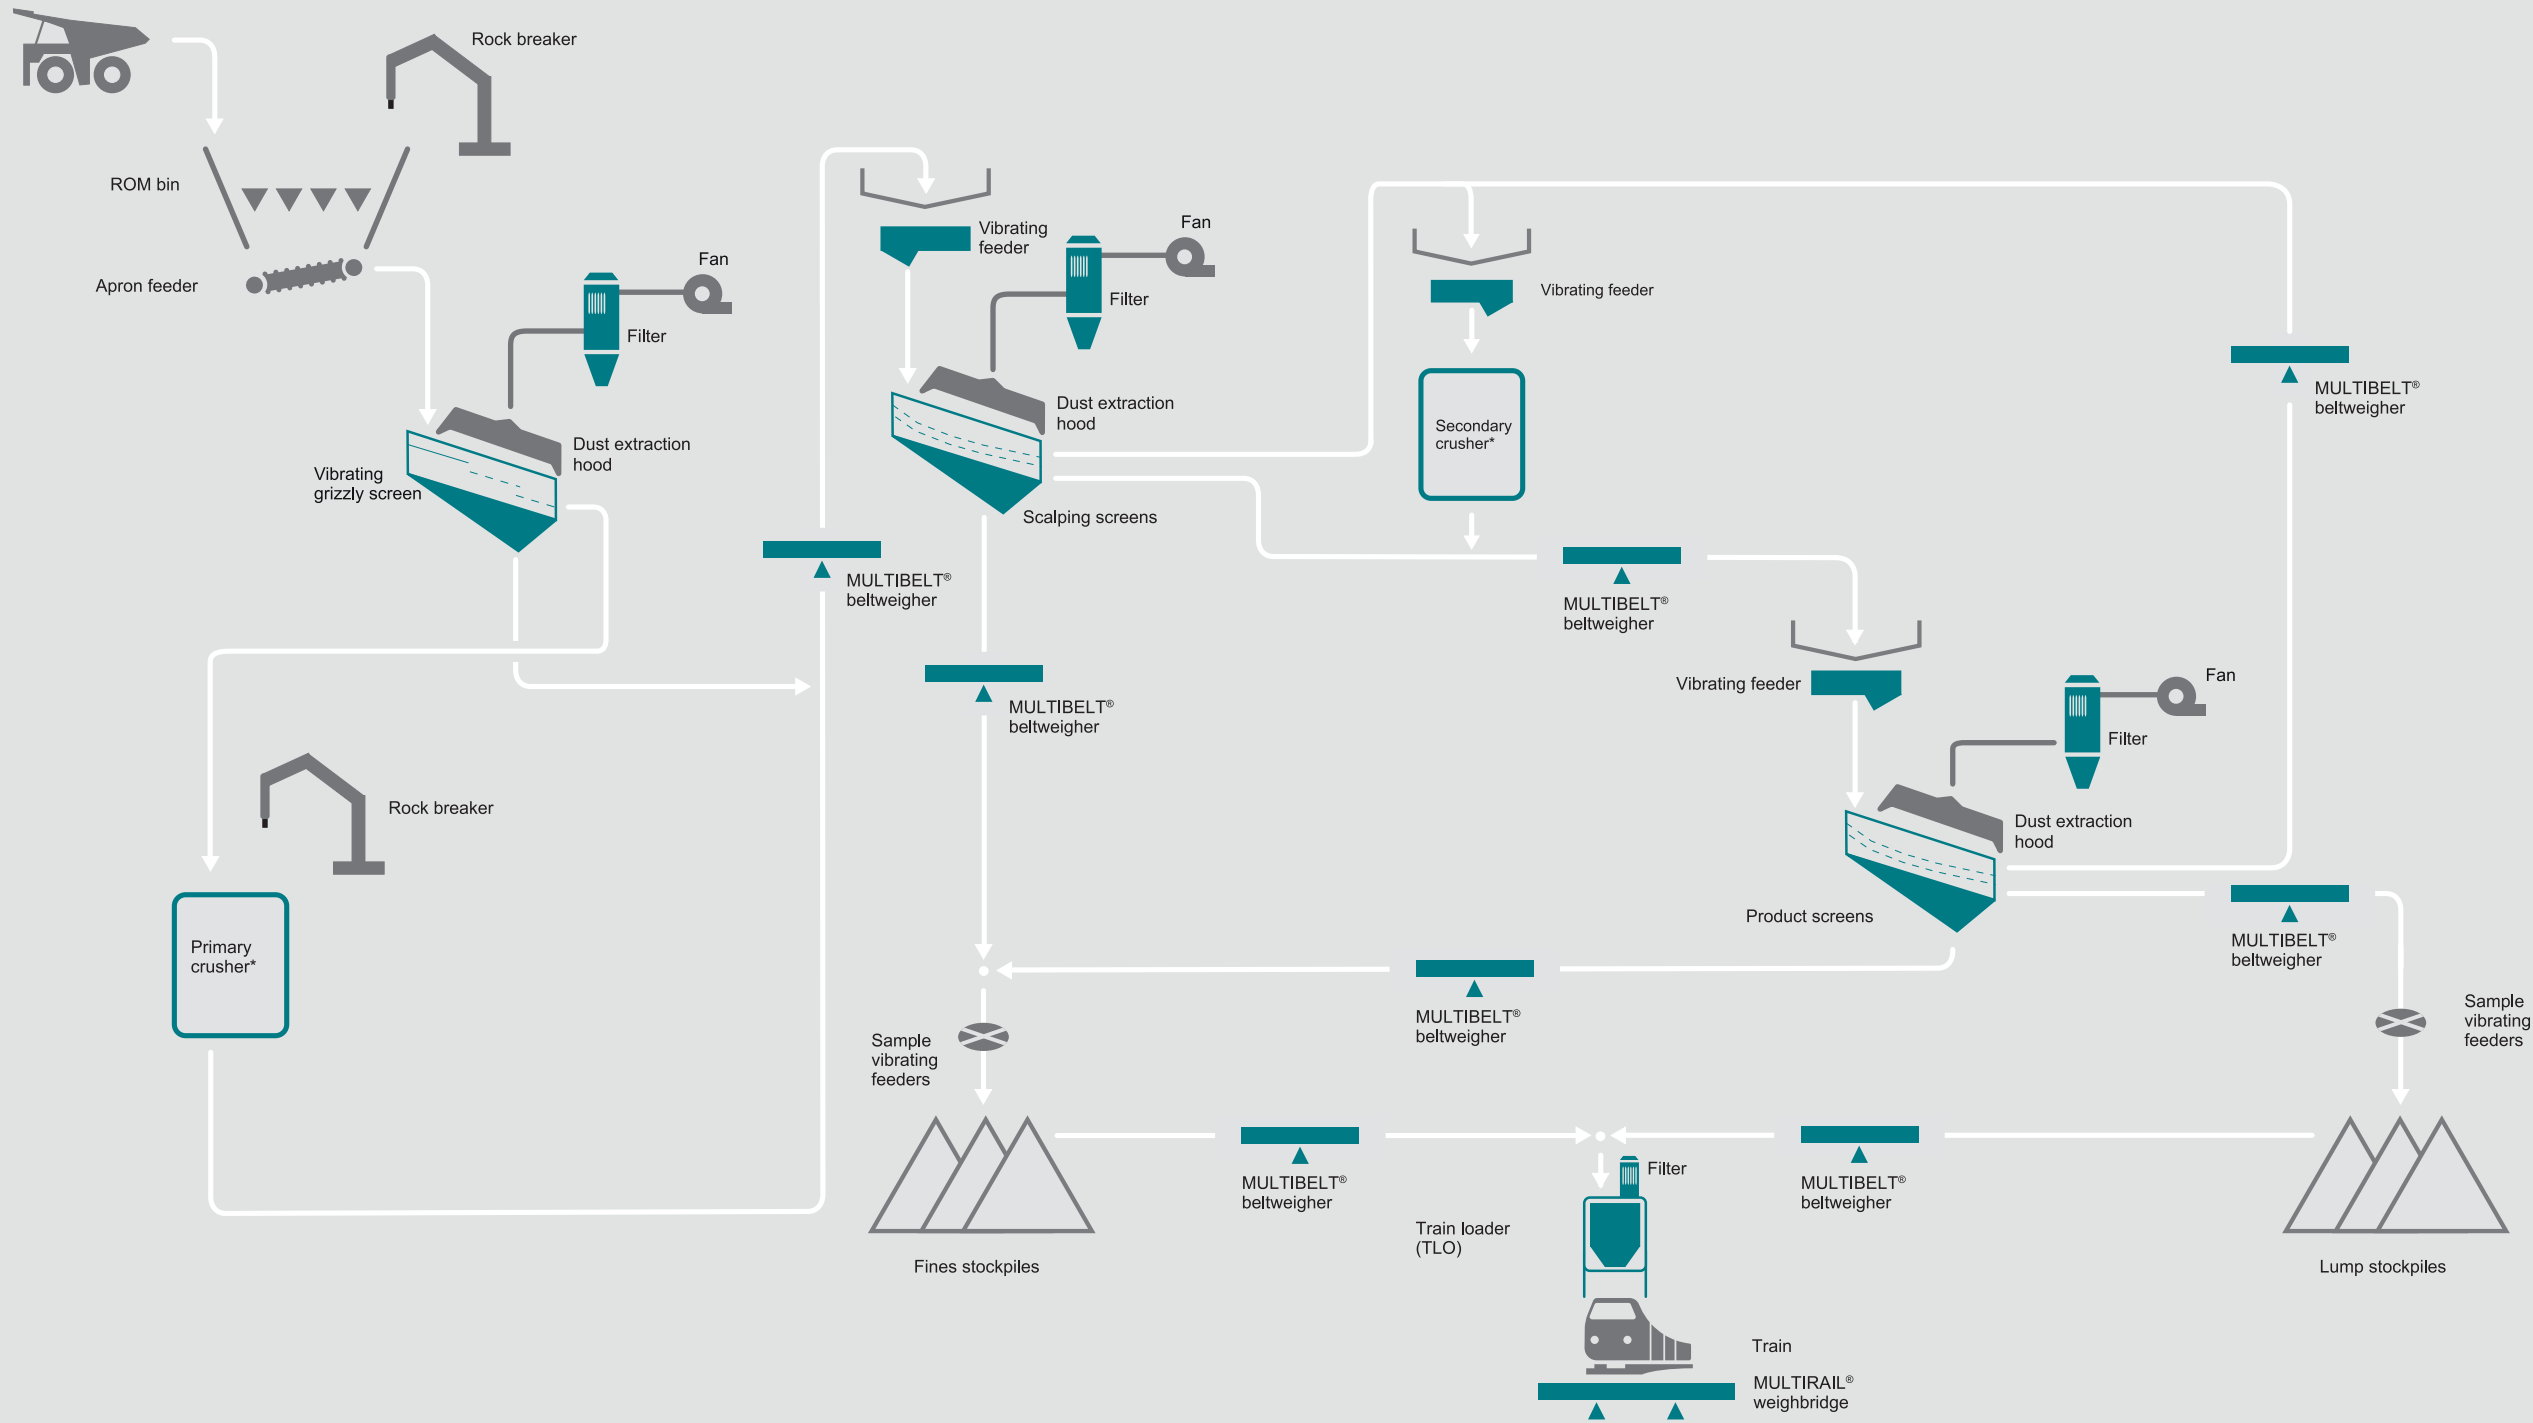 Rock breaker
ROM bin
Apron feeder
Fan
Filter
Dust extraction
hood
Vibrating
grizzly screen
Rock breaker
Primary
crusher*
MULTIBELT®
beltweigher
Vibrating
feeder
Fan
Filter
Dust extraction
hood
Scalping screens
MULTIBELT®
beltweigher
Vibrating feeder
Secondary
crusher*
MULTIBELT®
beltweigher
MULTIBELT®
beltweigher
Vibrating feeder
Fan
Filter
Dust extraction
hood
Product screens
MULTIBELT®
beltweigher
MULTIBELT®
beltweigher
Sample
vibrating
feeders
Sample
vibrating
feeders
Fines stockpiles
MULTIBELT®
beltweigher
Filter
Train loader
(TLO)
MULTIBELT®
beltweigher
Lump stockpiles
Train
MULTIRAIL®
weighbridge